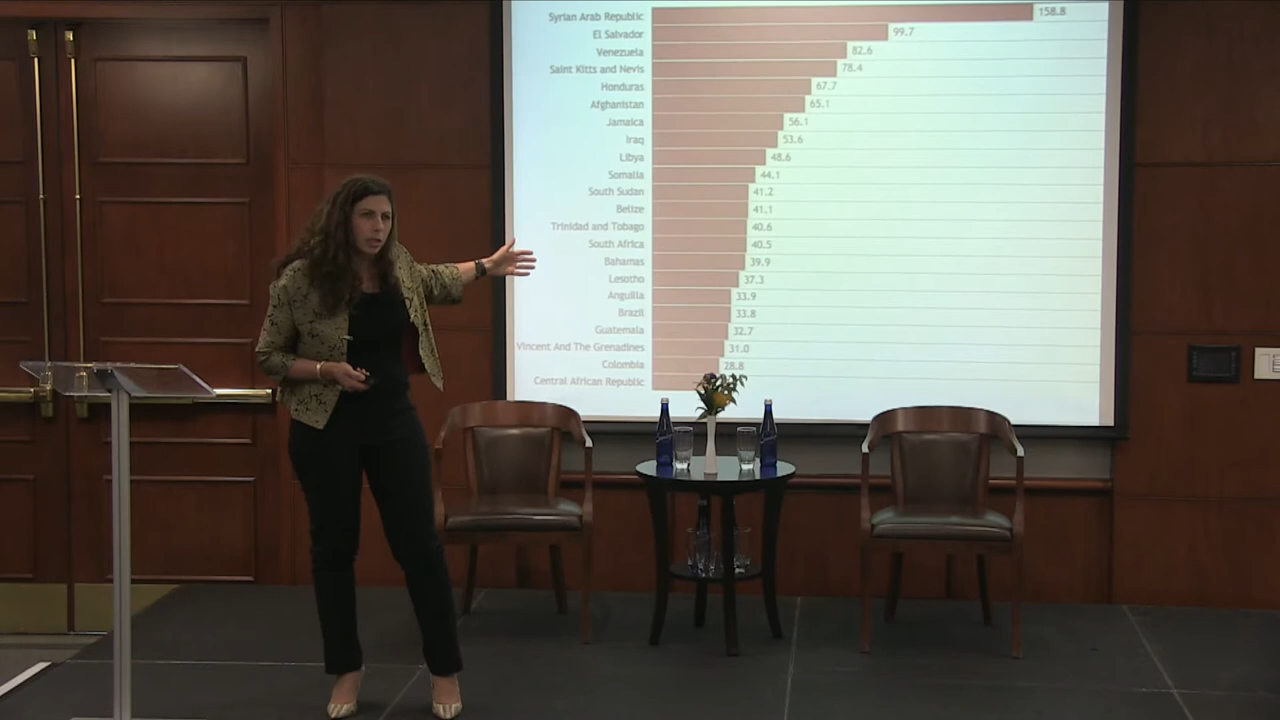 Syrian Arab Republic 158.8
El Salvador 99.7
Venezuela 82.6
Saint Kitts and Nevis 78.4
Honduras 67.7
Afghanistan 65.1
Jamaica 56.1
Iraq 53.6
Libya 48.6
Somalia 44.1
South Sudan 41.2
Belize 41.1
Trinidad and Tobago 40.6
South Africa 40.5
Bahamas 39.9
Lesotho 37.3
Anguilla 33.9
Brazil 33.8
Guatemala 32.7
Vincent And The Grenadines 31.0
Colombia 28.8
Central African Republic